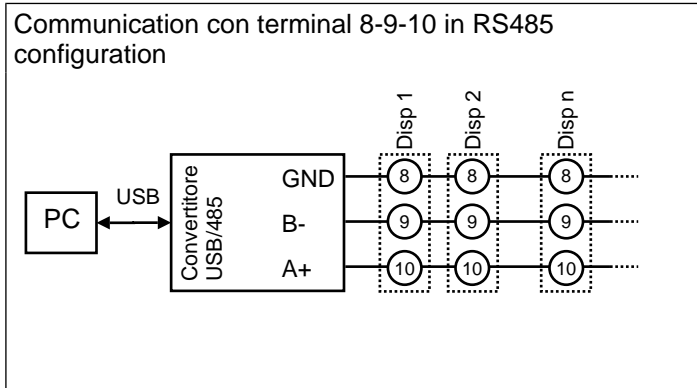 Communication con terminal 8-9-10 in RS485
configuration
Disp 1
Disp 2
Disp n
PC
USB
Convertitore
USB/485
GND
8
8
8
B-
9
9
9
A+
10
10
10